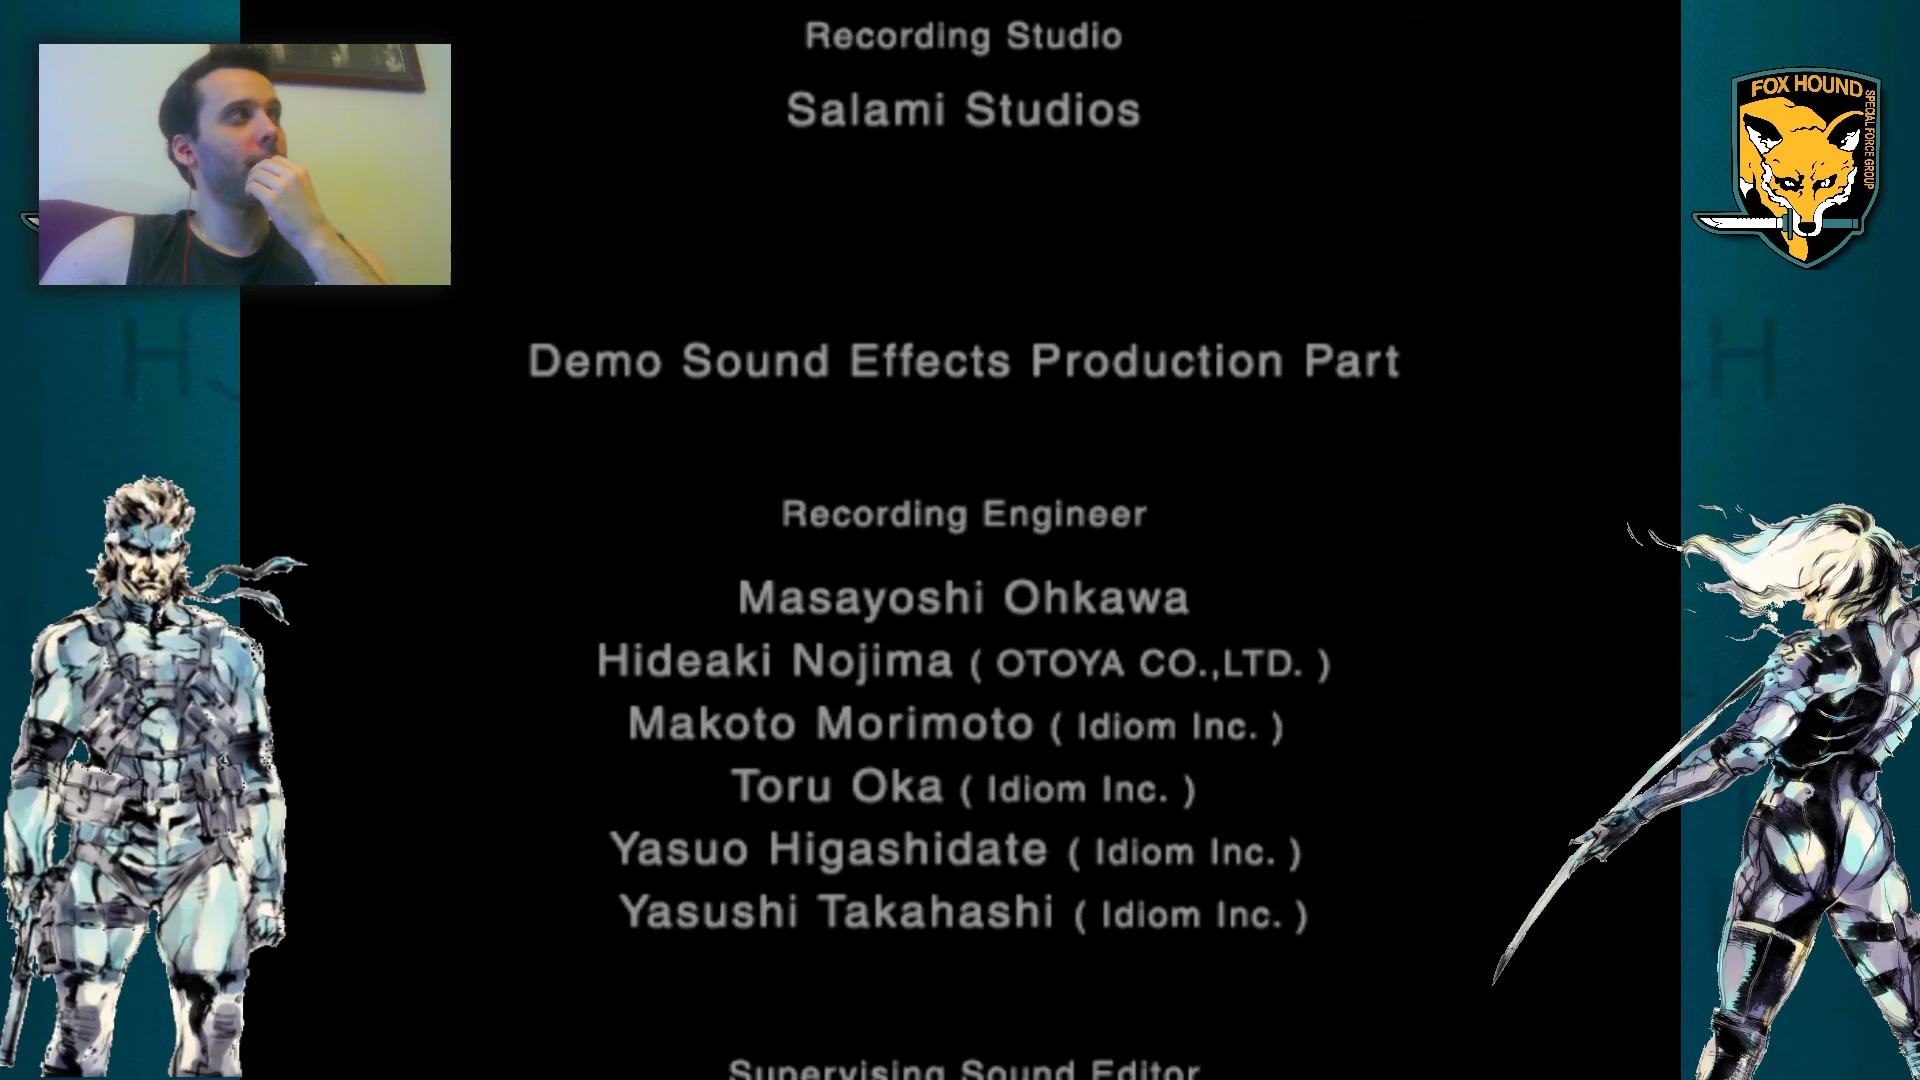 Recording Studio
Salami Studios
FOX HOUND
SPECIAL FORCE GROUP
Demo Sound Effects Production Part
Recording Engineer
Masayoshi Ohkawa
Hideaki Nojima ( OTOYA CO.,LTD. )
Makoto Morimoto ( Idiom Inc. )
Toru Oka ( Idiom Inc. )
Yasuo Higashidate ( Idiom Inc. )
Yasushi Takahashi ( Idiom Inc. )
Supervising Sound Editor